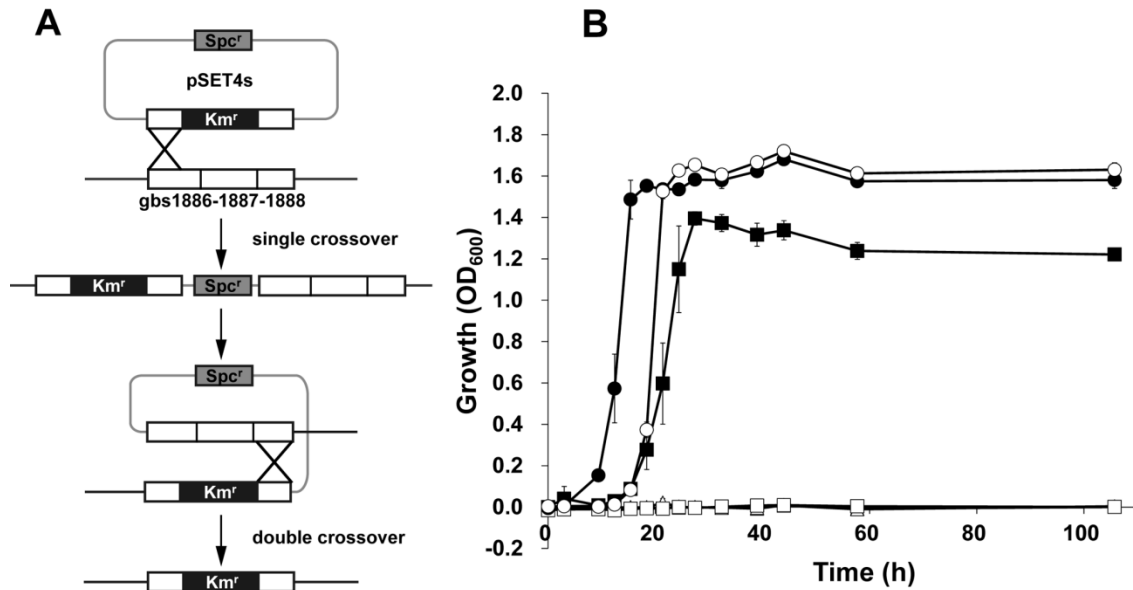 A
Spcʳ
pSET4s
Kmʳ
gbs1886-1887-1888
single crossover
Kmʳ
Spcʳ
Spcʳ
Kmʳ
double crossover
Kmʳ
B
Growth (OD₆₀₀)
2.0
1.8
1.6
1.4
1.2
1.0
0.8
0.6
0.4
0.2
0.0
-0.2
0
20
40
60
80
100
Time (h)